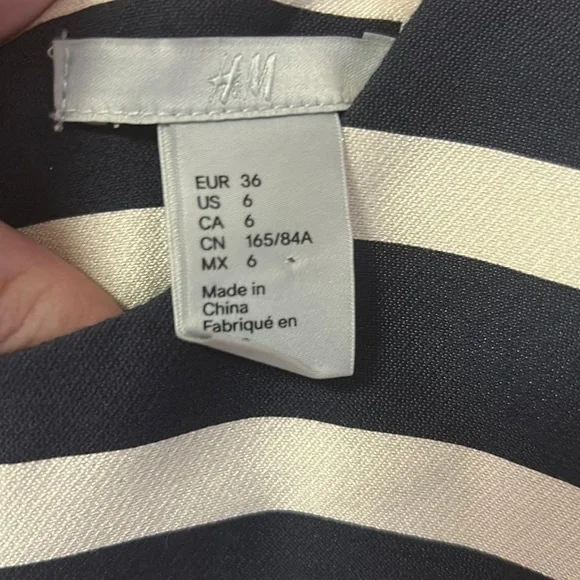 H&M
EUR 36
US 6
CA 6
CN 165/84A
MX 6
Made in
China
Fabriqué en